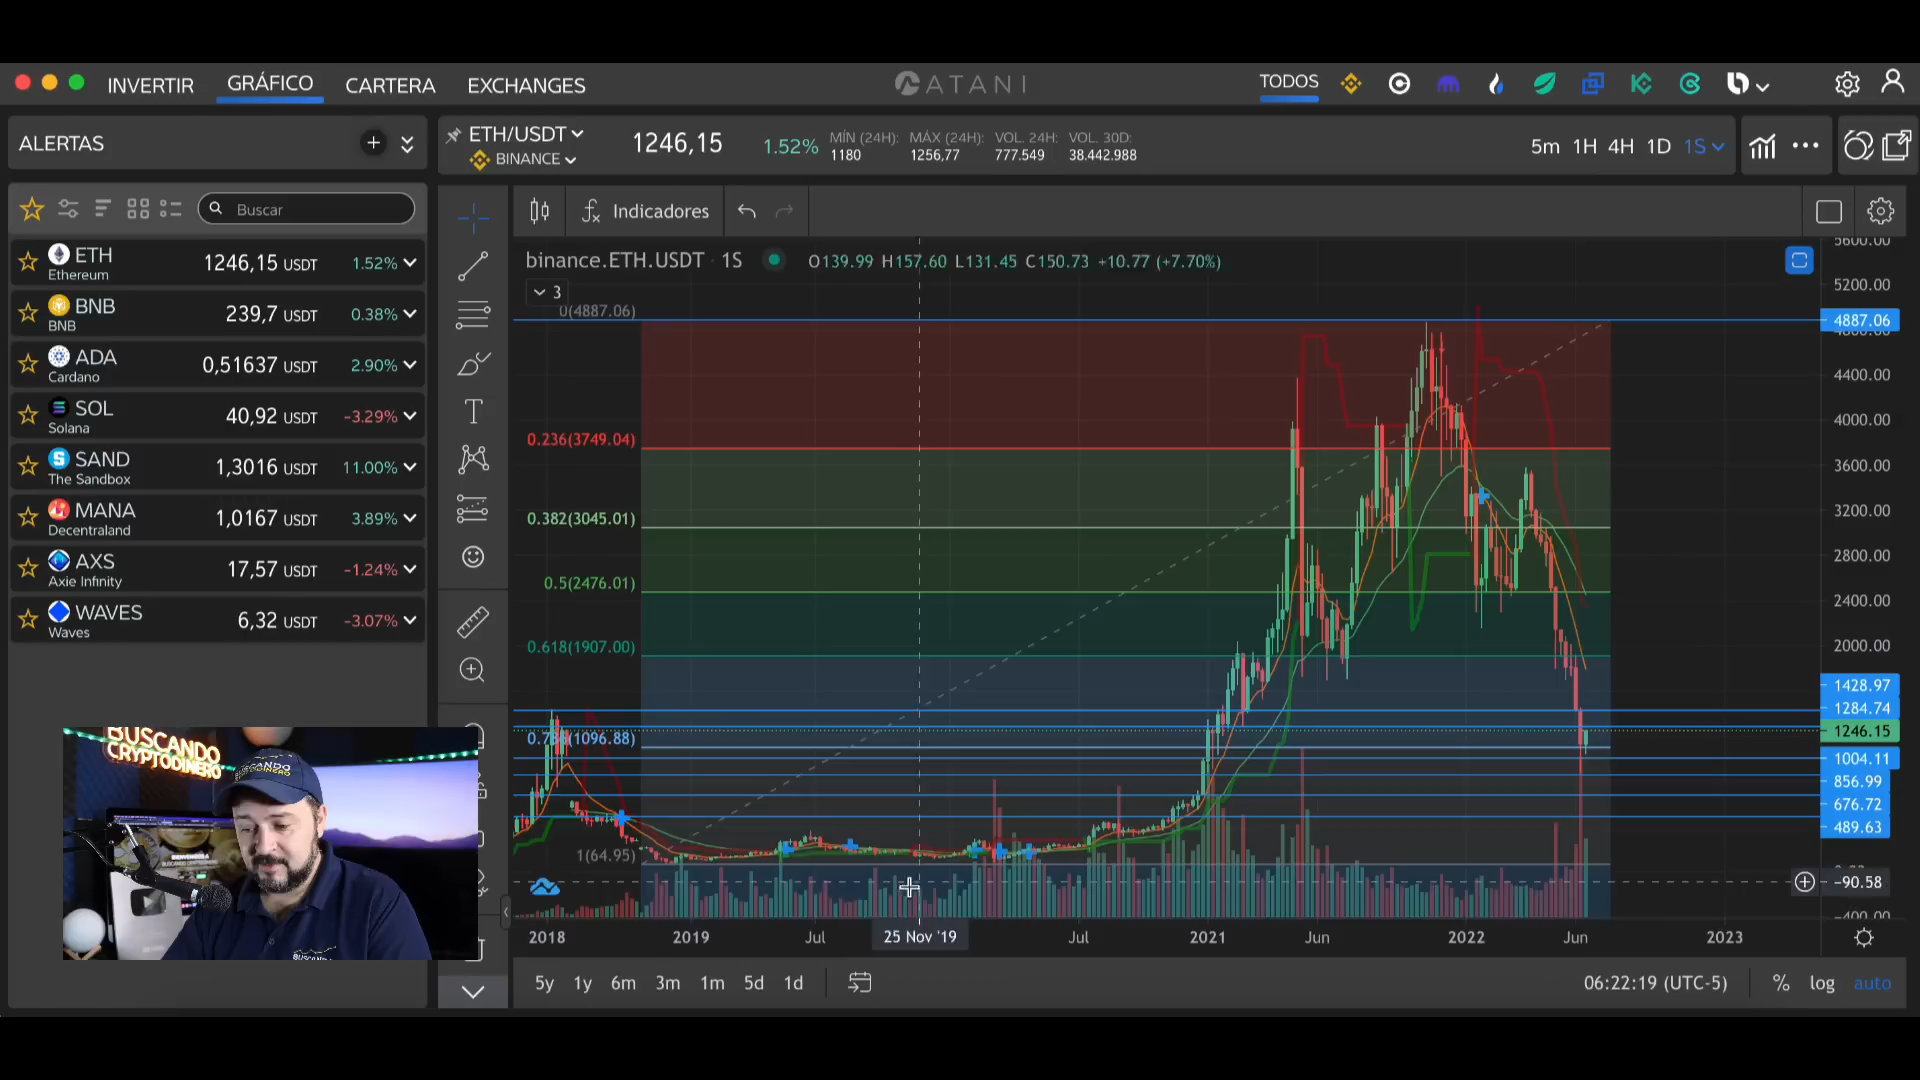 INVERTIR GRÁFICO CARTERA EXCHANGES ATANI TODOS
ALERTAS
ETH/USDT
BINANCE
1246,15 1.52%
MÍN (24H): MÁX (24H): VOL. 24H: VOL. 30D:
1180 1256,77 777.549 38.442.988
5m 1H 4H 1D 1S
Buscar
Indicadores
ETH 1246,15 USDT 1.52%
Ethereum
BNB 239,7 USDT 0.38%
BNB
ADA 0,51637 USDT 2.90%
Cardano
SOL 40,92 USDT -3.29%
Solana
SAND 1,3016 USDT 11.00%
The Sandbox
MANA 1,0167 USDT 3.89%
Decentraland
AXS 17,57 USDT -1.24%
Axie Infinity
WAVES 6,32 USDT -3.07%
Waves
binance.ETH.USDT · 1S O139.99 H157.60 L131.45 C150.73 +10.77 (+7.70%)
3
0(4887.06)
0.236(3749.04)
0.382(3045.01)
0.5(2476.01)
0.618(1907.00)
0.786(1096.88)
1(64.95)
5600.00
5200.00
4887.06
4400.00
4000.00
3600.00
3200.00
2800.00
2400.00
2000.00
1428.97
1284.74
1246.15
1004.11
856.99
676.72
489.63
-90.58
-400.00
2018 2019 Jul 25 Nov '19 Jul 2021 Jun 2022 Jun 2023
5y 1y 6m 3m 1m 5d 1d
06:22:19 (UTC-5) % log auto
BUSCANDO
CRYPTODINERO
BUSCANDO